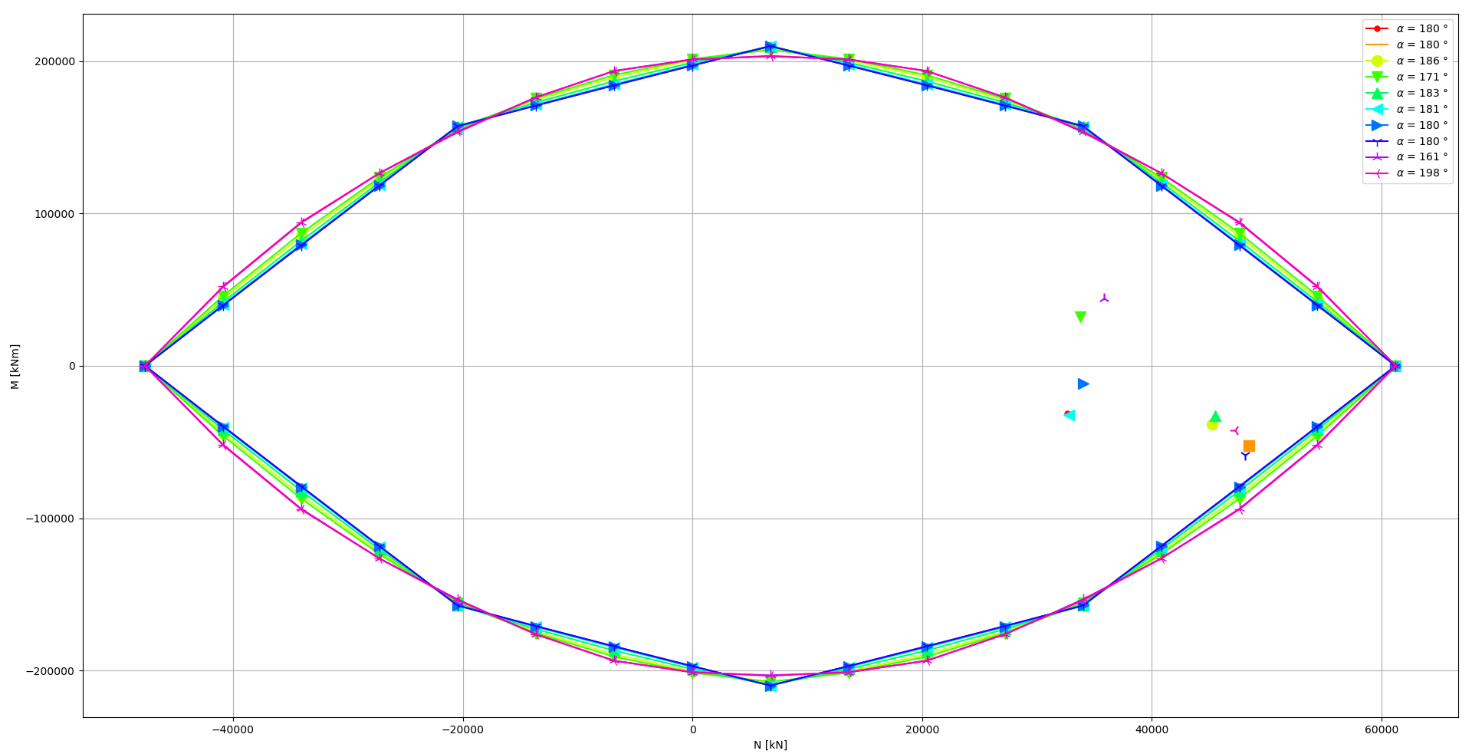 200000
100000
0
−100000
−200000
M [kNm]
−40000
−20000
0
20000
40000
60000
N [kN]
α = 180 °
α = 180 °
α = 186 °
α = 171 °
α = 183 °
α = 181 °
α = 180 °
α = 180 °
α = 161 °
α = 198 °